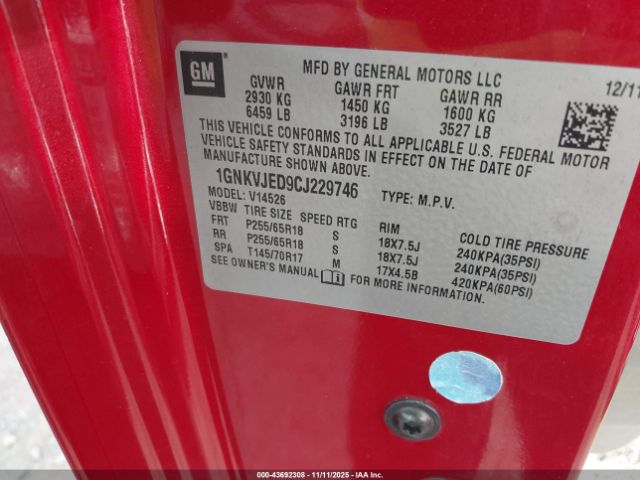 GM
MFD BY GENERAL MOTORS LLC
12/11
GVWR GAWR FRT GAWR RR
2930 KG 1450 KG 1600 KG
6459 LB 3196 LB 3527 LB
THIS VEHICLE CONFORMS TO ALL APPLICABLE U.S. FEDERAL MOTOR
VEHICLE SAFETY STANDARDS IN EFFECT ON THE DATE OF
MANUFACTURE SHOWN ABOVE.
1GNKVJED9CJ229746 TYPE: M.P.V.
MODEL: V14526
VBBW TIRE SIZE SPEED RTG RIM COLD TIRE PRESSURE
FRT P255/65R18 S 18X7.5J 240KPA(35PSI)
RR P255/65R18 S 18X7.5J 240KPA(35PSI)
SPA T145/70R17 M 17X4.5B 420KPA(60PSI)
SEE OWNER'S MANUAL FOR MORE INFORMATION.
000-43692308 - 11/11/2025 - Copyright IAA, LLC